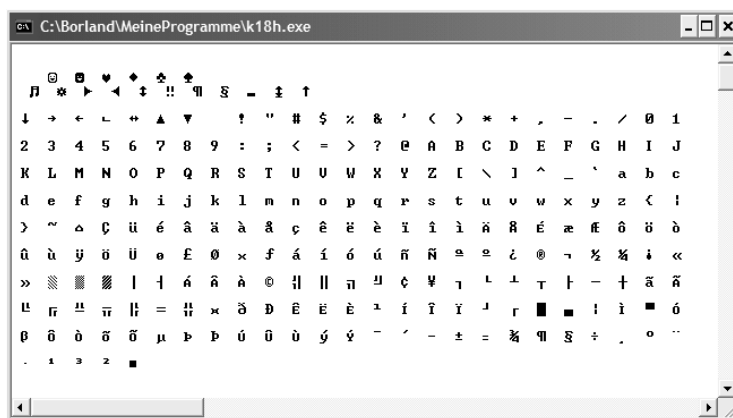 C:\Borland\MeineProgramme\k18h.exe
☺ ☻ ♥ ♦ ♣ ♠
♫ ☼ ► ◄ ↕ ‼ ¶ § ▬ ↨ ↑
↓ → ← ∟ ↔ ▲ ▼ ! " # $ % & ' ( ) * + , - . / 0 1
2 3 4 5 6 7 8 9 : ; < = > ? @ A B C D E F G H I J
K L M N O P Q R S T U V W X Y Z [ \ ] ^ _ ` a b c
d e f g h i j k l m n o p q r s t u v w x y z { |
} ~ ⌂ Ç ü é â ä à å ç ê ë è ï î ì Ä Å É æ Æ ô ö ò
û ù ÿ Ö Ü ø £ Ø × ƒ á í ó ú ñ Ñ ª º ¿ ® ¬ ½ ¼ ¡ «
» ░ ▒ ▓ │ ┤ Á Â À © ╣ ║ ╗ ╝ ¢ ¥ ┐ └ ┴ ┬ ├ ─ ┼ ã Ã
╚ ╔ ╩ ╦ ╠ ═ ╬ ¤ ð Ð Ê Ë È ı Í Î Ï ┘ ┌ █ ▄ ¦ Ì ▀ Ó
ß Ô Ò õ Õ µ þ Þ Ú Û Ù ý Ý ¯ ´ - ± ‗ ¾ ¶ § ÷ ¸ ° ¨
· ¹ ³ ² ■